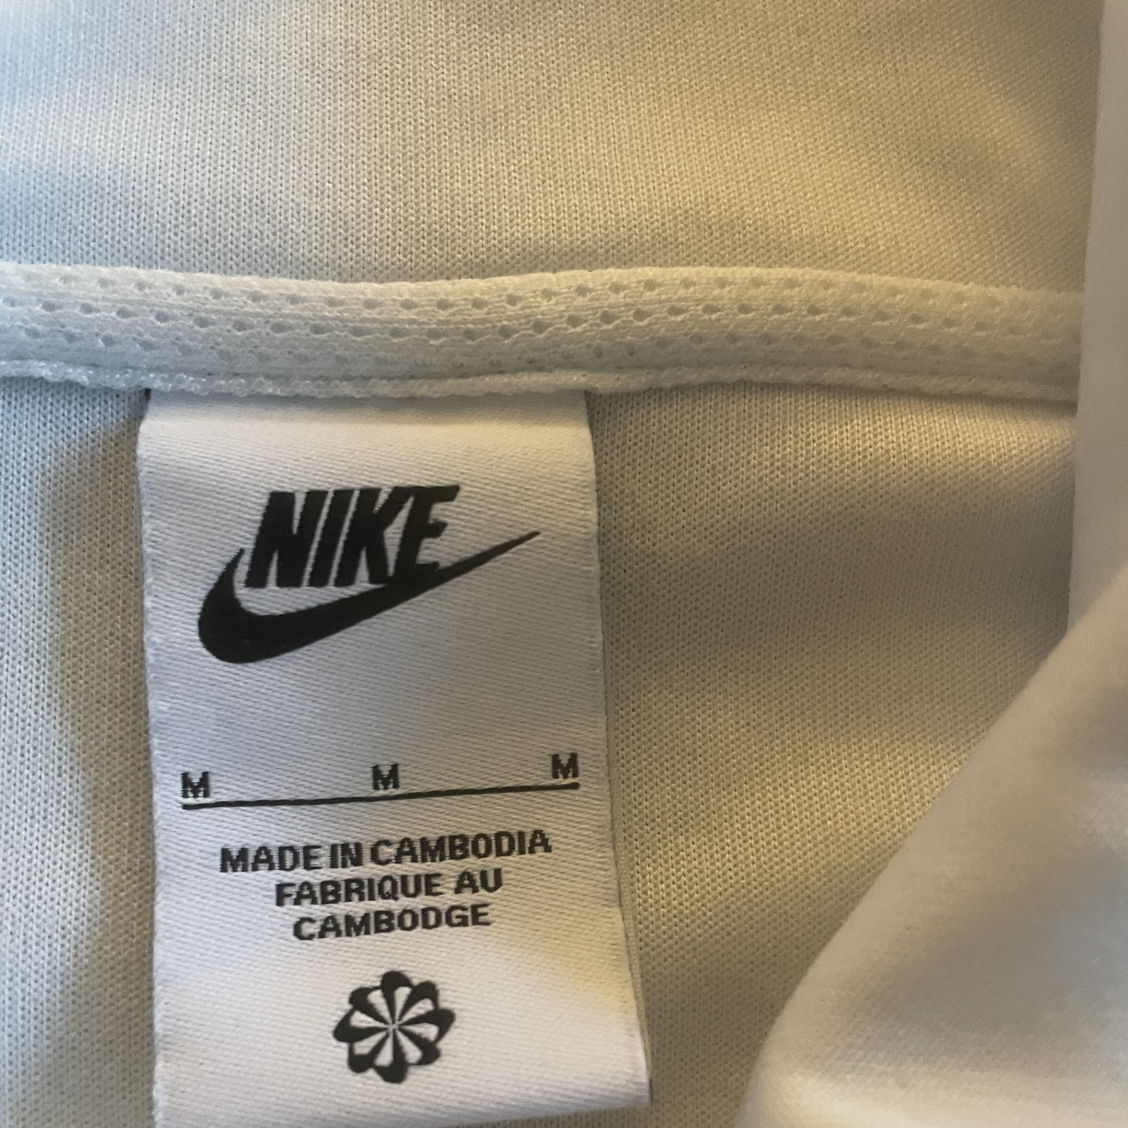 NIKE
M M M
MADE IN CAMBODIA
FABRIQUE AU
CAMBODGE